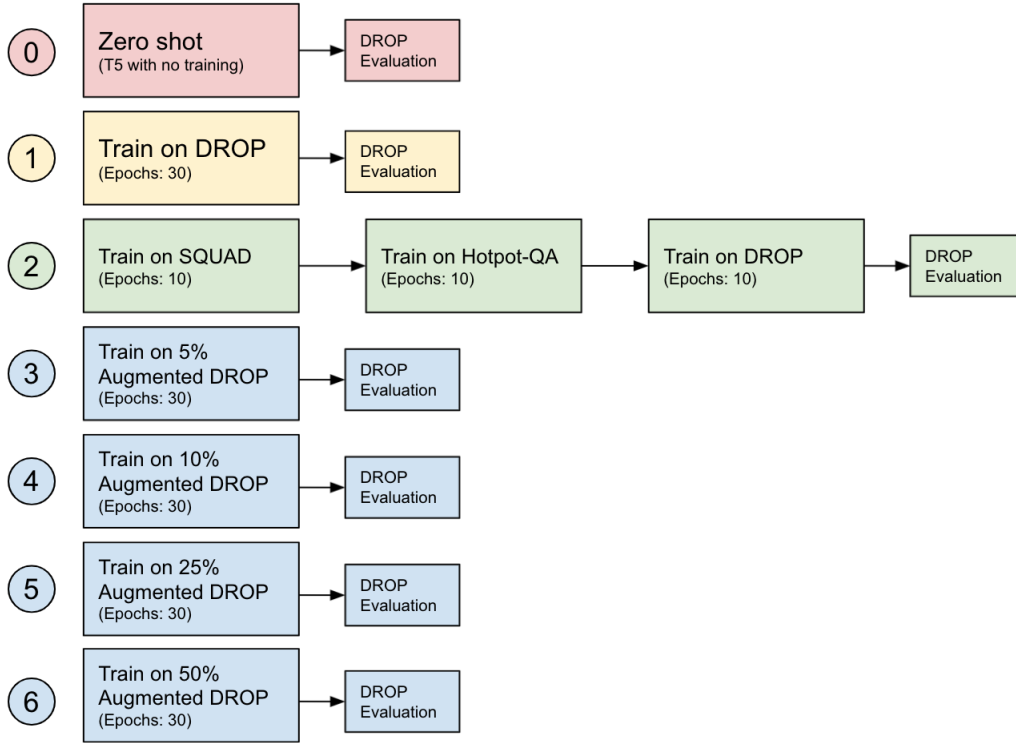 0
Zero shot
(T5 with no training)
DROP
Evaluation
1
Train on DROP
(Epochs: 30)
DROP
Evaluation
2
Train on SQUAD
(Epochs: 10)
Train on Hotpot-QA
(Epochs: 10)
Train on DROP
(Epochs: 10)
DROP
Evaluation
3
Train on 5%
Augmented DROP
(Epochs: 30)
DROP
Evaluation
4
Train on 10%
Augmented DROP
(Epochs: 30)
DROP
Evaluation
5
Train on 25%
Augmented DROP
(Epochs: 30)
DROP
Evaluation
6
Train on 50%
Augmented DROP
(Epochs: 30)
DROP
Evaluation